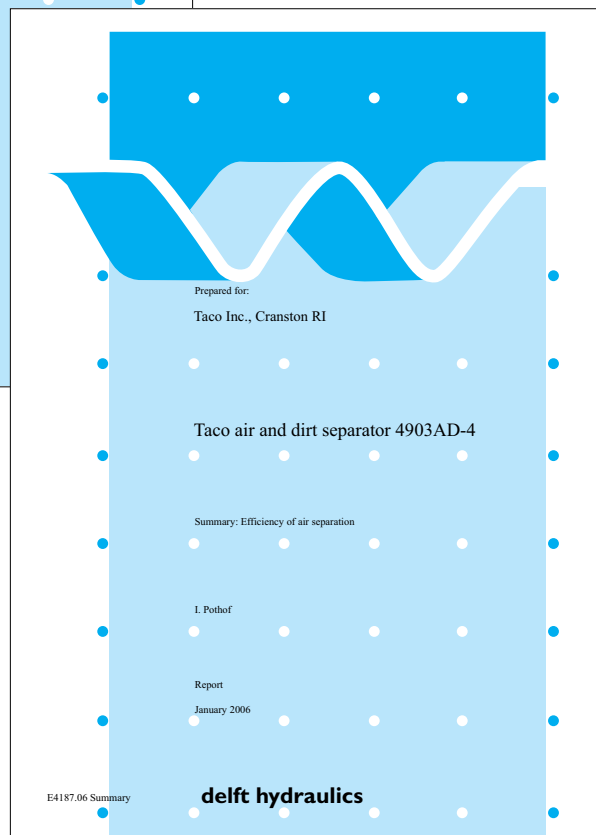 Prepared for:
Taco Inc., Cranston RI
Taco air and dirt separator 4903AD-4
Summary: Efficiency of air separation
I. Pothof
Report
January 2006
E4187.06 Summary
delft hydraulics